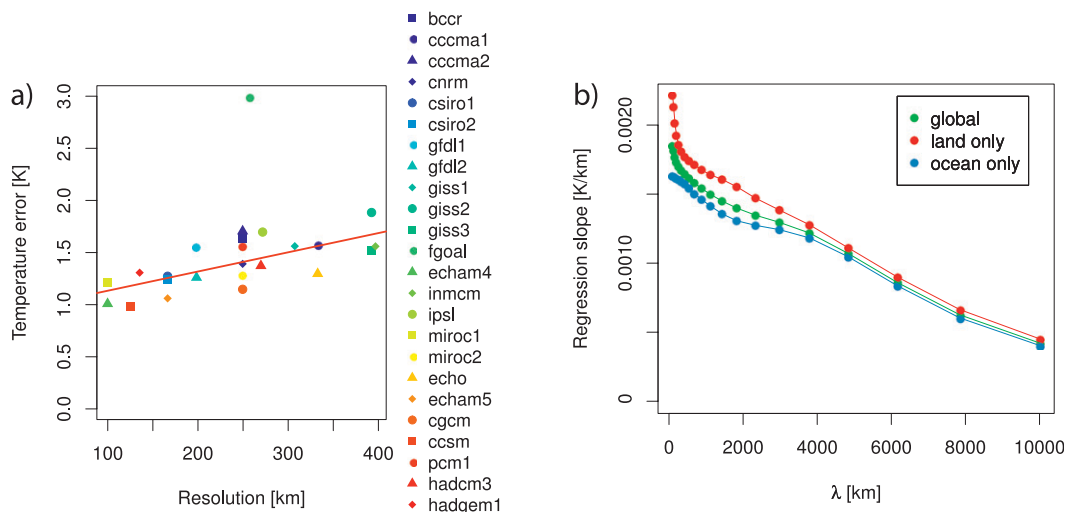 a)
Temperature error [K]
3.0
2.5
2.0
1.5
1.0
0.5
0.0
100
200
300
400
Resolution [km]
bccr
cccma1
cccma2
cnrm
csiro1
csiro2
gfdl1
gfdl2
giss1
giss2
giss3
fgoal
echam4
inmcm
ipsl
miroc1
miroc2
echo
echam5
cgcm
ccsm
pcm1
hadcm3
hadgem1
b)
Regression slope [K/km]
0.0020
0.0010
0
global
land only
ocean only
0
2000
4000
6000
8000
10000
λ [km]